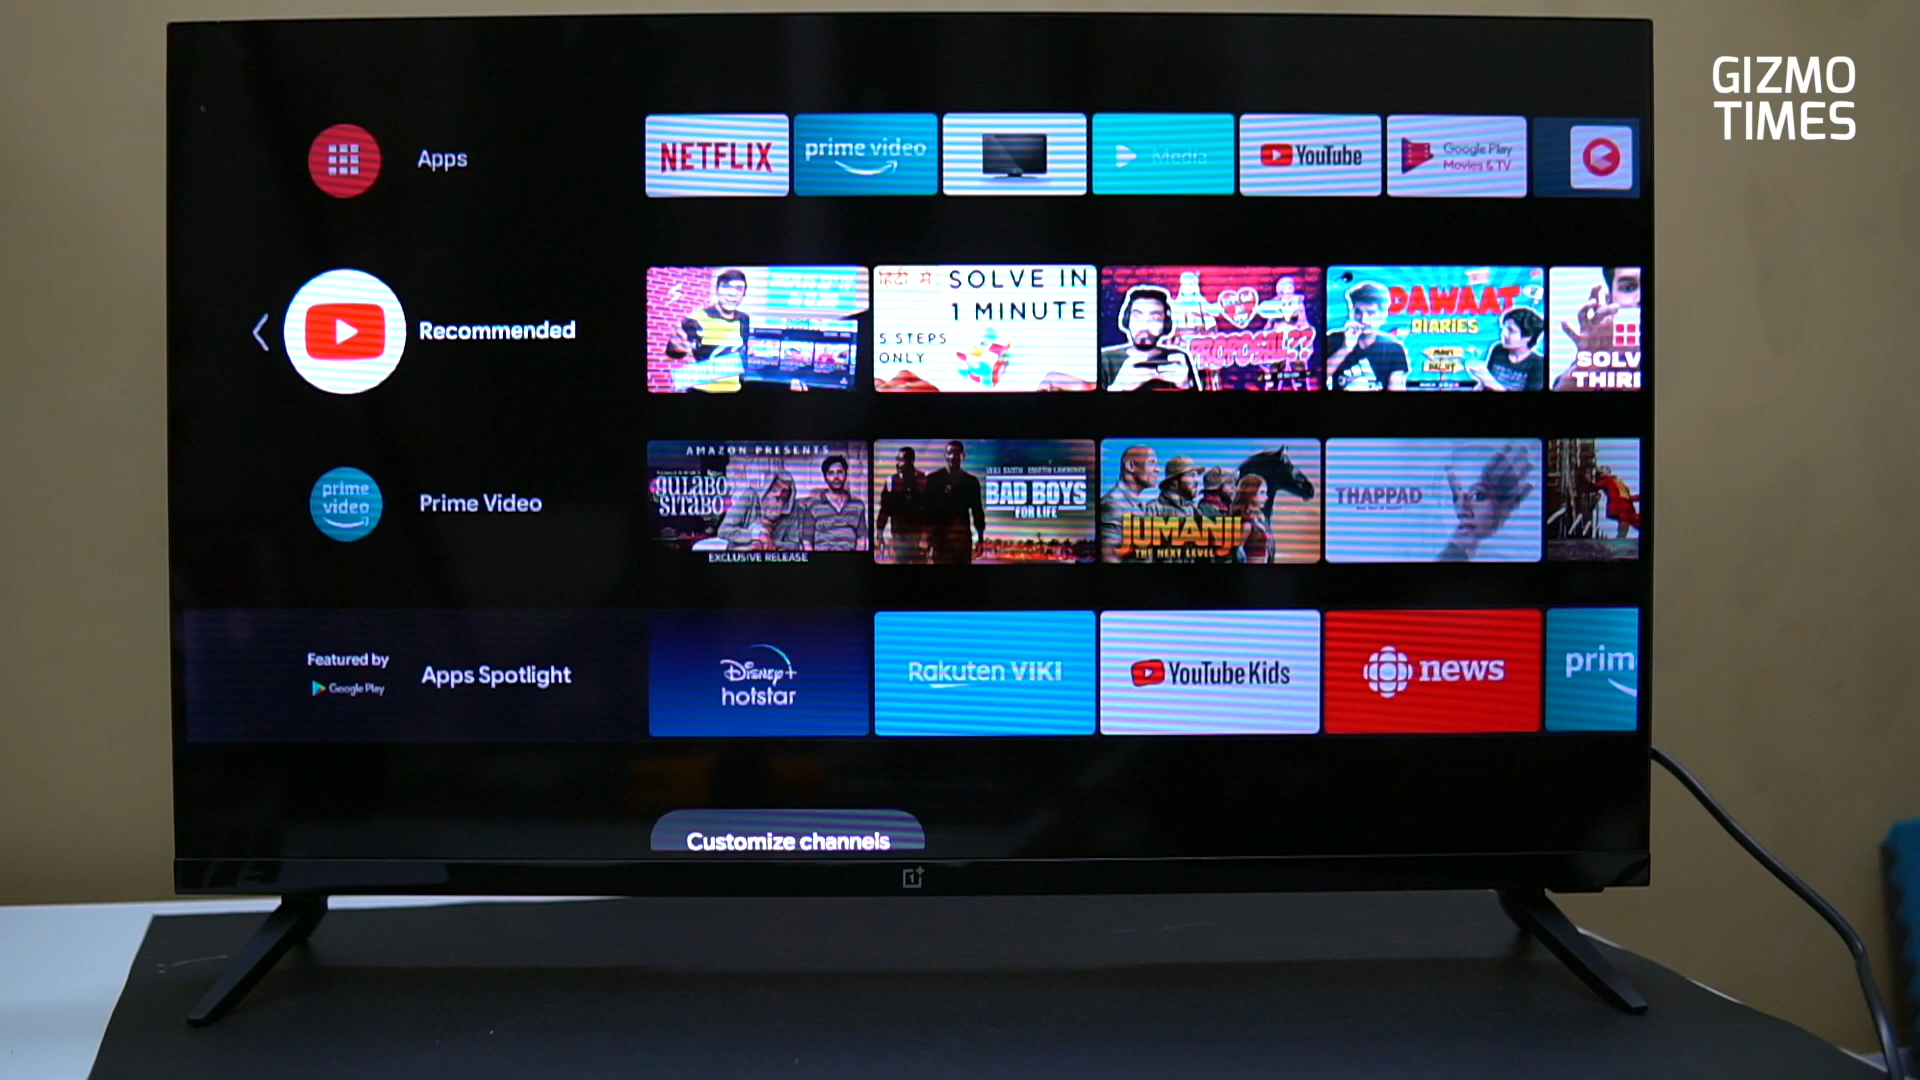 GIZMO
TIMES
Apps
NETFLIX
prime video
Media
YouTube
Google Play
Movies & TV
Recommended
SOLVE IN
1 MINUTE
5 STEPS
ONLY
PROPOSAL??
DAWAAT
DIARIES
SOLV
THIR
prime
video
Prime Video
AMAZON PRESENTS
GULABO
SITABO
EXCLUSIVE RELEASE
BAD BOYS
FOR LIFE
JUMANJI
THE NEXT LEVEL
THAPPAD
Featured by
Google Play
Apps Spotlight
Disney+
hotstar
Rakuten VIKI
YouTube Kids
news
prim
Customize channels